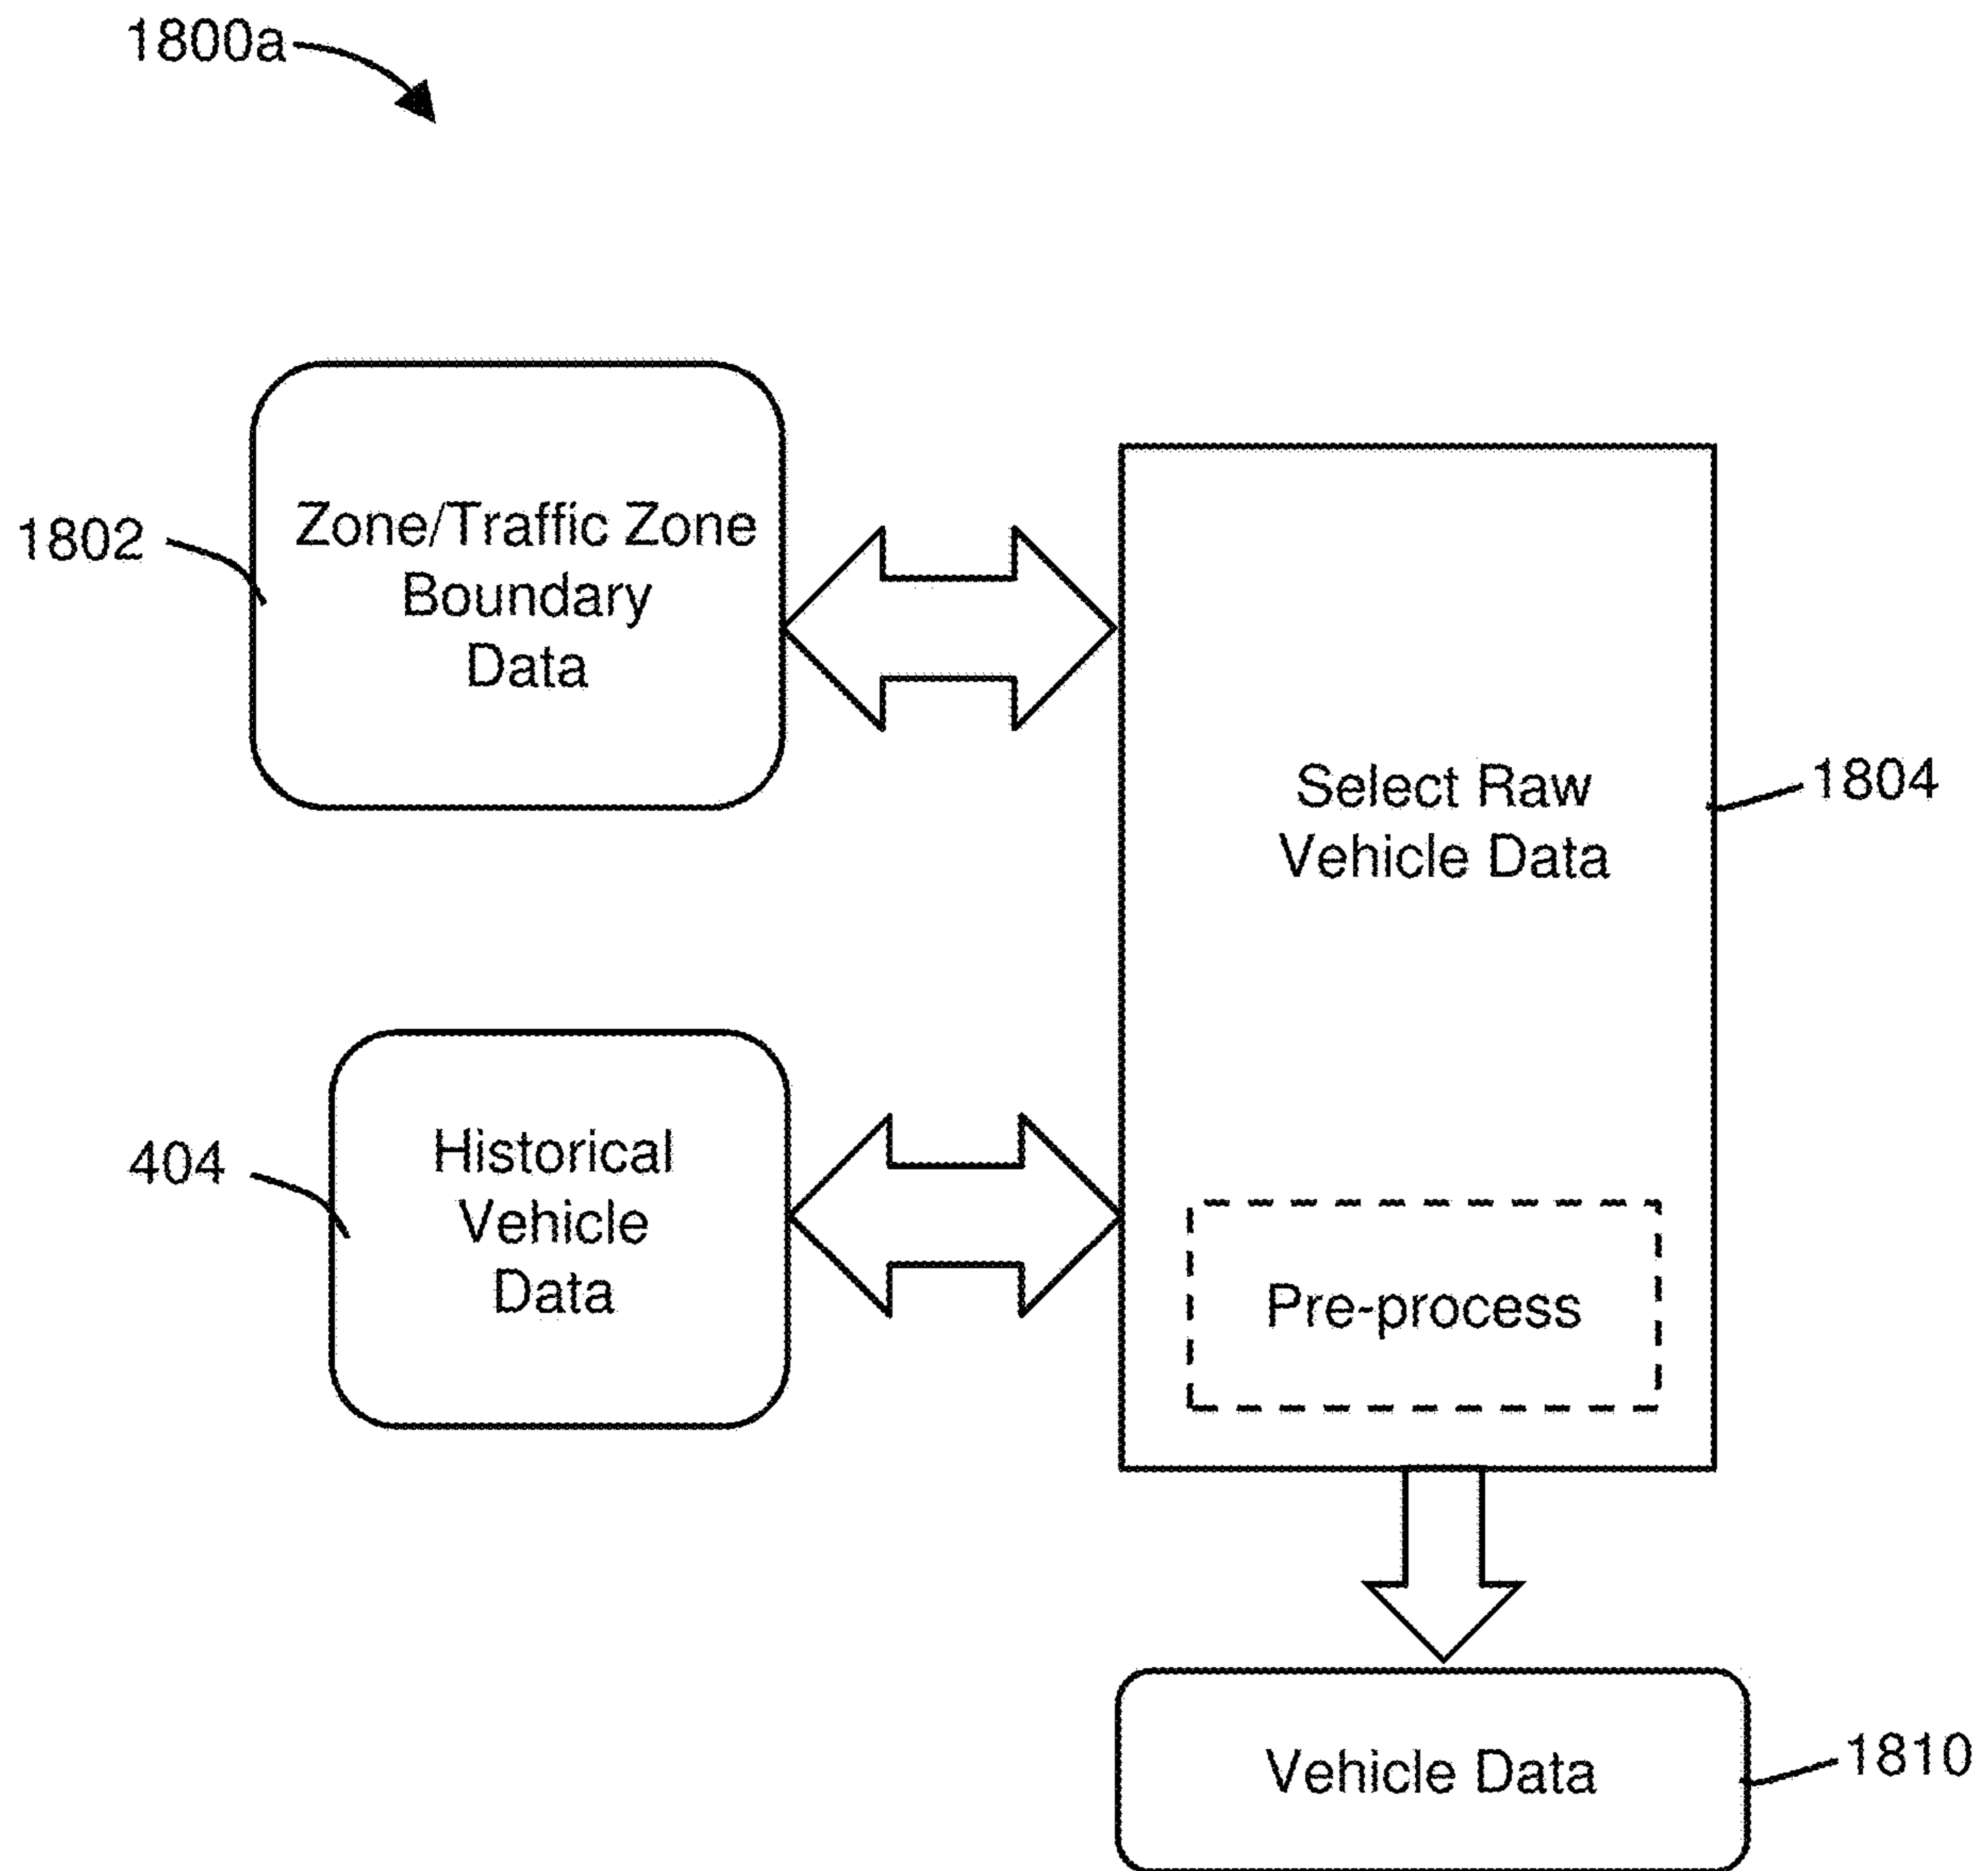 1800a
1802
Zone/Traffic Zone
Boundary
Data
Select Raw
Vehicle Data
1804
404
Historical
Vehicle
Data
Pre-process
Vehicle Data
1810